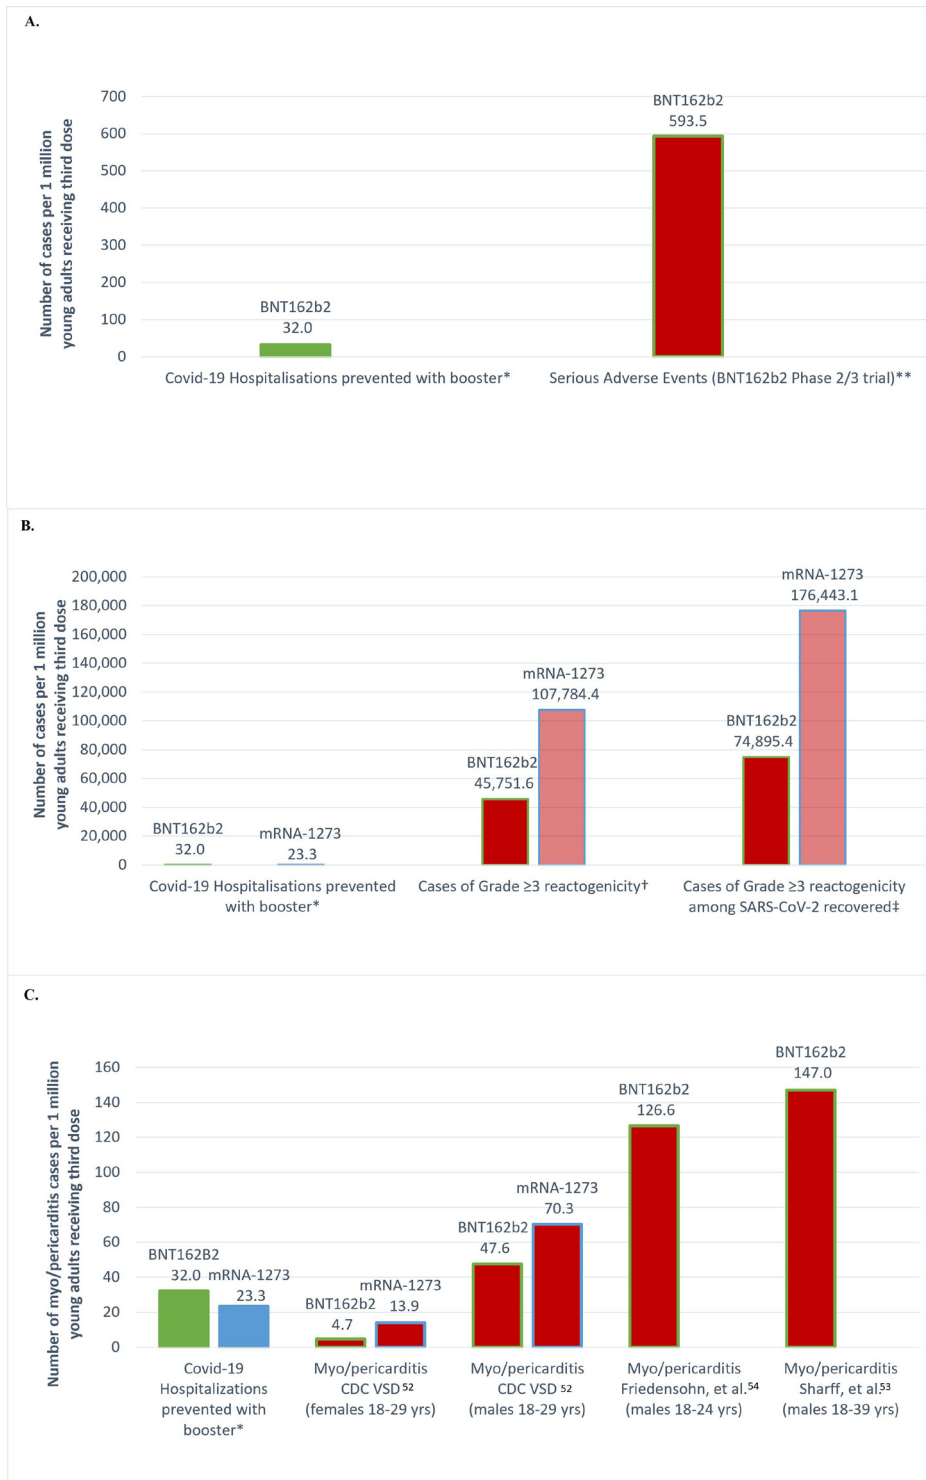 A.
Number of cases per 1 million
young adults receiving third dose
700
600
500
400
300
200
100
0
BNT162b2
32.0
BNT162b2
593.5
Covid-19 Hospitalisations prevented with booster*
Serious Adverse Events (BNT162b2 Phase 2/3 trial)**
B.
Number of cases per 1 million
young adults receiving third dose
200,000
180,000
160,000
140,000
120,000
100,000
80,000
60,000
40,000
20,000
0
BNT162b2
32.0
mRNA-1273
23.3
BNT162b2
45,751.6
mRNA-1273
107,784.4
BNT162b2
74,895.4
mRNA-1273
176,443.1
Covid-19 Hospitalisations prevented
with booster*
Cases of Grade ≥3 reactogenicity†
Cases of Grade ≥3 reactogenicity
among SARS-CoV-2 recovered‡
C.
Number of myo/pericarditis cases per 1 million
young adults receiving third dose
160
140
120
100
80
60
40
20
0
BNT162B2
32.0
mRNA-1273
23.3
BNT162b2
4.7
mRNA-1273
13.9
BNT162b2
47.6
mRNA-1273
70.3
BNT162b2
126.6
BNT162b2
147.0
Covid-19
Hospitalizations
prevented with
booster*
Myo/pericarditis
CDC VSD 52
(females 18-29 yrs)
Myo/pericarditis
CDC VSD 52
(males 18-29 yrs)
Myo/pericarditis
Friedensohn, et al.54
(males 18-24 yrs)
Myo/pericarditis
Sharff, et al.53
(males 18-39 yrs)